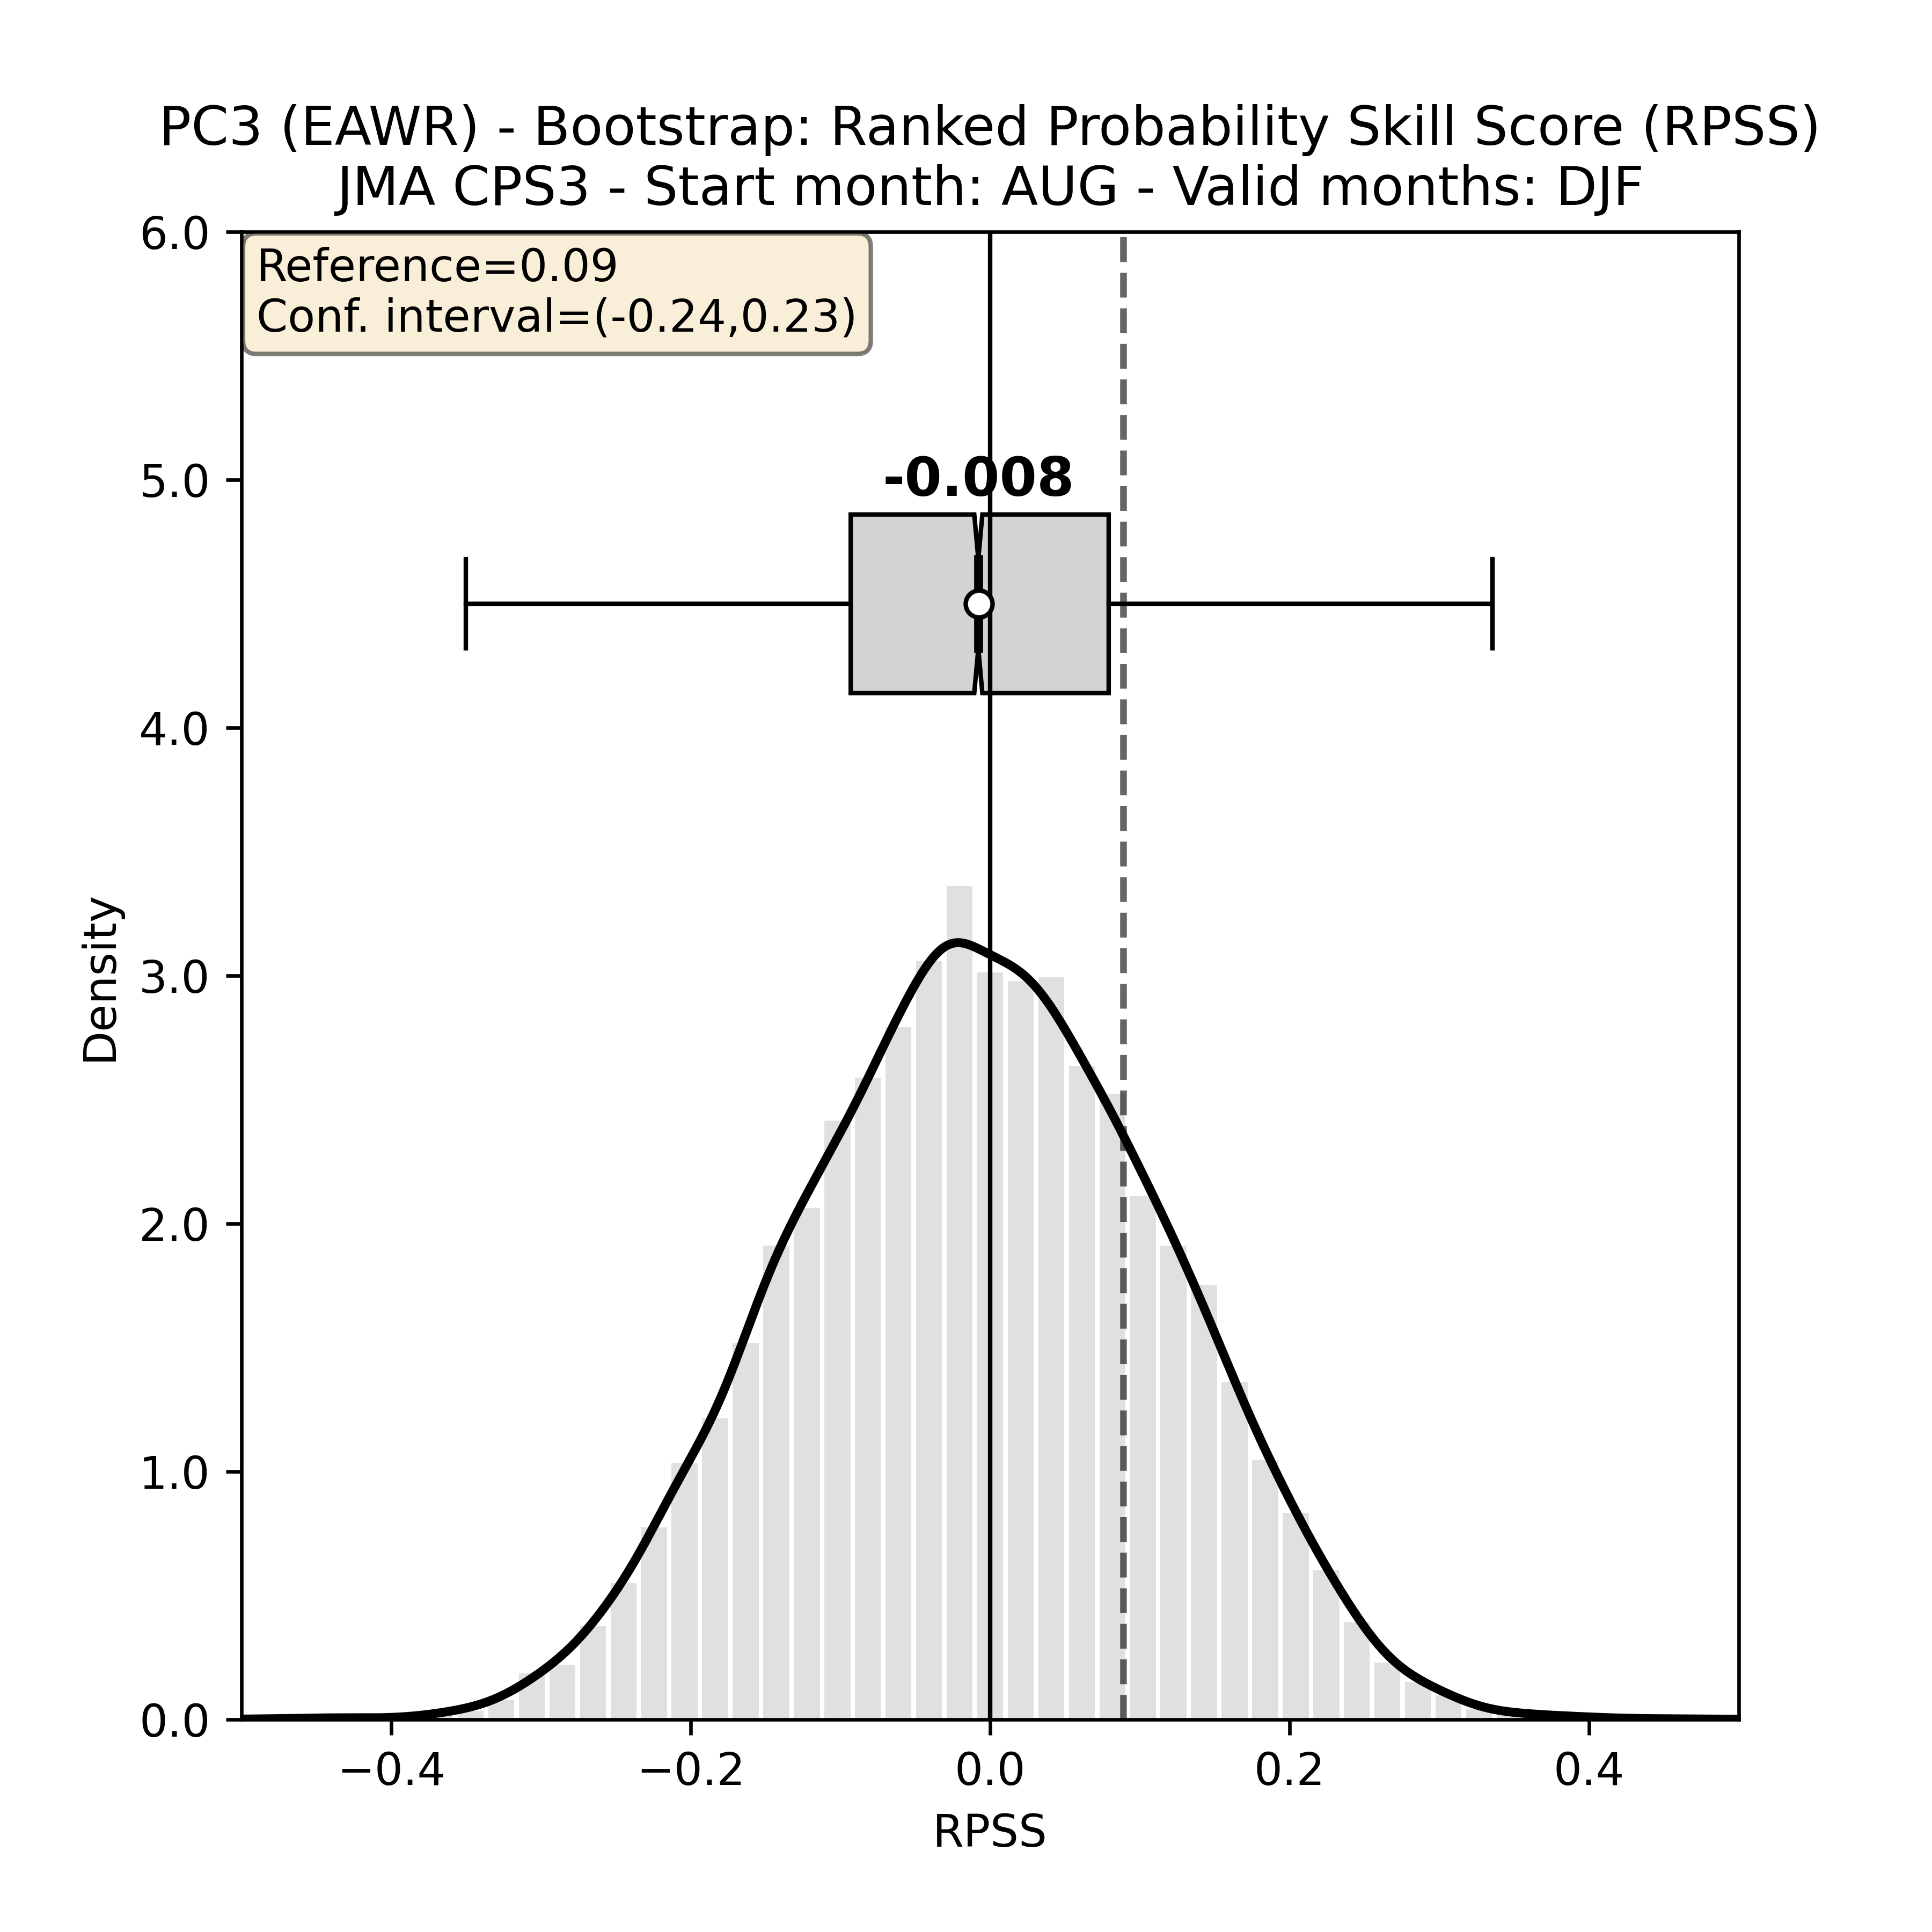 PC3 (EAWR) - Bootstrap: Ranked Probability Skill Score (RPSS)
JMA CPS3 - Start month: AUG - Valid months: DJF
6.0
Reference=0.09
Conf. interval=(-0.24,0.23)
-0.008
5.0
4.0
Density
3.0
2.0
1.0
0.0
−0.4 −0.2 0.0 0.2 0.4
RPSS